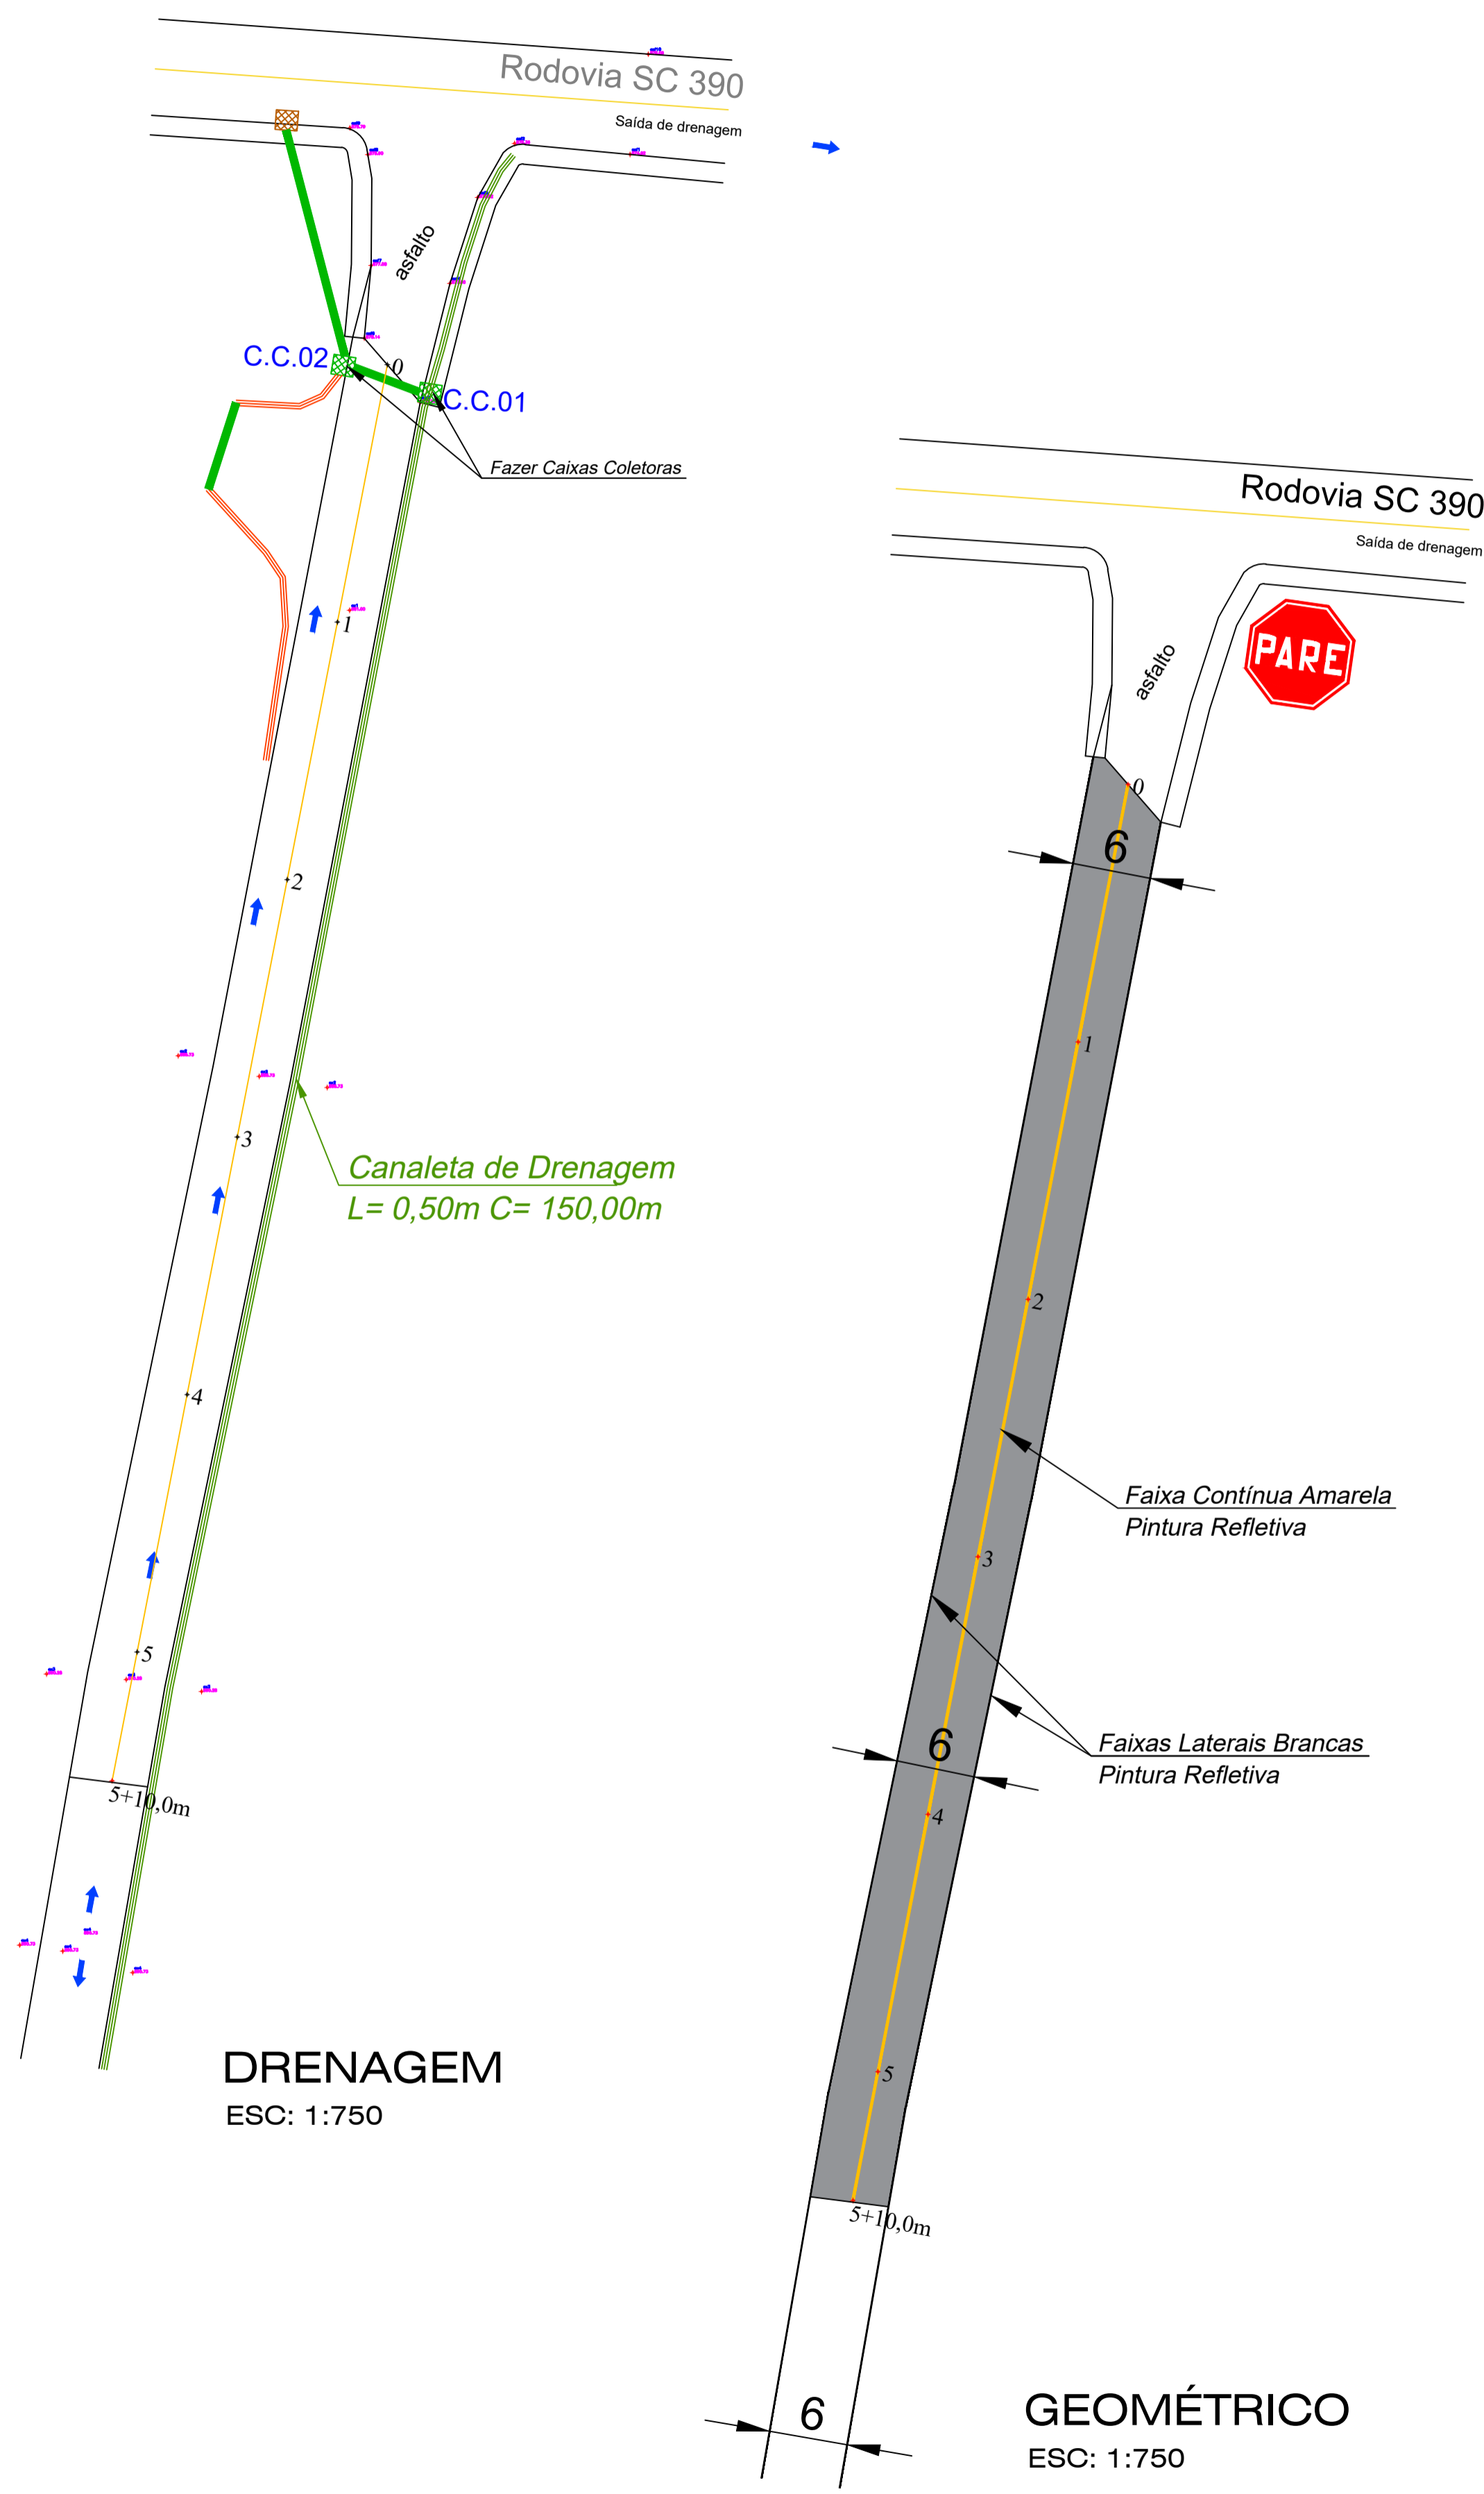 Rodovia SC 390
Saída de drenagem
asfalto
C.C.02
0
C.C.01
Fazer Caixas Coletoras
1
2
3
Canaleta de Drenagem
L= 0,50m C= 150,00m
4
5
5+10,0m
DRENAGEM
ESC: 1:750
Rodovia SC 390
Saída de drenagem
PARE
asfalto
0
6
1
2
Faixa Contínua Amarela
Pintura Refletiva
3
6
Faixas Laterais Brancas
Pintura Refletiva
4
5
5+10,0m
6
GEOMÉTRICO
ESC: 1:750